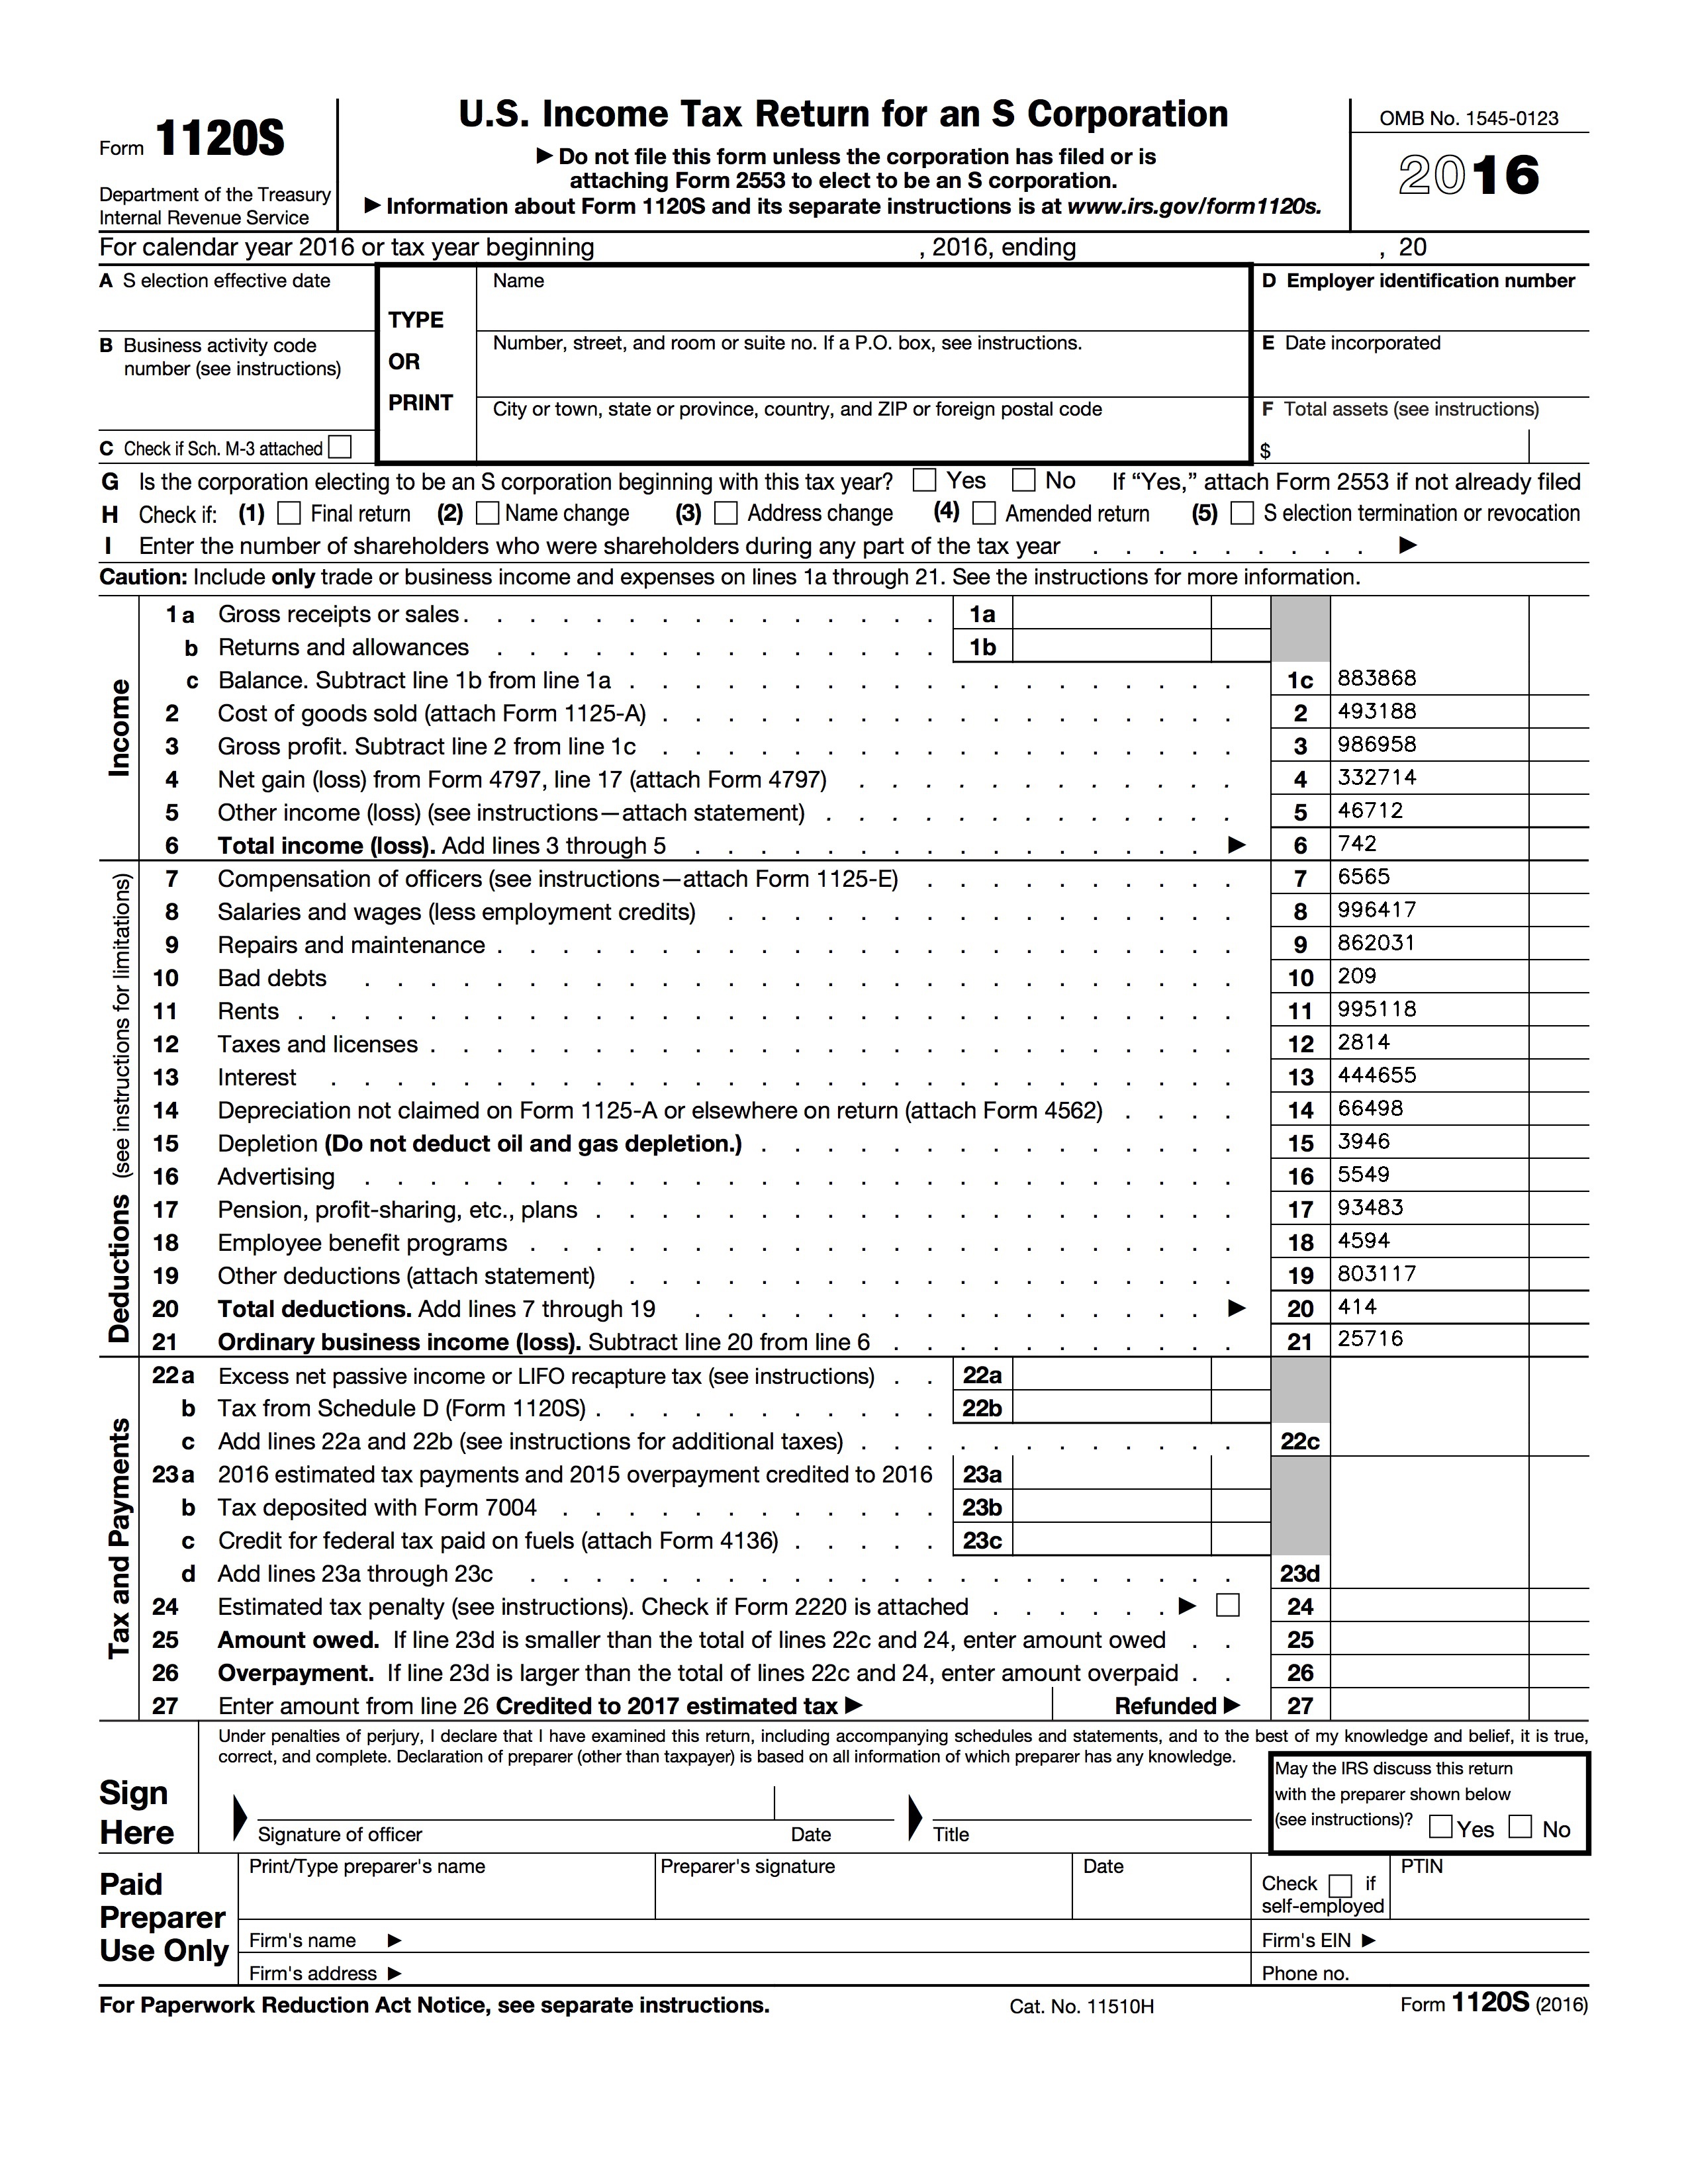 Form 1120S
Department of the Treasury
Internal Revenue Service
U.S. Income Tax Return for an S Corporation
▶ Do not file this form unless the corporation has filed or is
attaching Form 2553 to elect to be an S corporation.
▶ Information about Form 1120S and its separate instructions is at www.irs.gov/form1120s.
OMB No. 1545-0123
2016
For calendar year 2016 or tax year beginning , 2016, ending , 20
A S election effective date
B Business activity code
number (see instructions)
C Check if Sch. M-3 attached
TYPE
OR
PRINT
Name
Number, street, and room or suite no. If a P.O. box, see instructions.
City or town, state or province, country, and ZIP or foreign postal code
D Employer identification number
E Date incorporated
F Total assets (see instructions)
$
G Is the corporation electing to be an S corporation beginning with this tax year? Yes No If “Yes,” attach Form 2553 if not already filed
H Check if: (1) Final return (2) Name change (3) Address change (4) Amended return (5) S election termination or revocation
I Enter the number of shareholders who were shareholders during any part of the tax year . . . . . . . . . ▶
Caution: Include only trade or business income and expenses on lines 1a through 21. See the instructions for more information.
Income
1a Gross receipts or sales . . . . . . . . . . . . . . . 1a
b Returns and allowances . . . . . . . . . . . . . . 1b
c Balance. Subtract line 1b from line 1a . . . . . . . . . . . . . . . . . . . 1c 883868
2 Cost of goods sold (attach Form 1125-A) . . . . . . . . . . . . . . . . . . 2 493188
3 Gross profit. Subtract line 2 from line 1c . . . . . . . . . . . . . . . . . . 3 986958
4 Net gain (loss) from Form 4797, line 17 (attach Form 4797) . . . . . . . . . . . . 4 332714
5 Other income (loss) (see instructions—attach statement) . . . . . . . . . . . . . 5 46712
6 Total income (loss). Add lines 3 through 5 . . . . . . . . . . . . . . . . ▶ 6 742
Deductions (see instructions for limitations)
7 Compensation of officers (see instructions—attach Form 1125-E) . . . . . . . . . . 7 6565
8 Salaries and wages (less employment credits) . . . . . . . . . . . . . . . . 8 996417
9 Repairs and maintenance . . . . . . . . . . . . . . . . . . . . . . . 9 862031
10 Bad debts . . . . . . . . . . . . . . . . . . . . . . . . . . . 10 209
11 Rents . . . . . . . . . . . . . . . . . . . . . . . . . . . . . 11 995118
12 Taxes and licenses . . . . . . . . . . . . . . . . . . . . . . . . . 12 2814
13 Interest . . . . . . . . . . . . . . . . . . . . . . . . . . . . 13 444655
14 Depreciation not claimed on Form 1125-A or elsewhere on return (attach Form 4562) . . . . 14 66498
15 Depletion (Do not deduct oil and gas depletion.) . . . . . . . . . . . . . . . 15 3946
16 Advertising . . . . . . . . . . . . . . . . . . . . . . . . . . . 16 5549
17 Pension, profit-sharing, etc., plans . . . . . . . . . . . . . . . . . . . . 17 93483
18 Employee benefit programs . . . . . . . . . . . . . . . . . . . . . . 18 4594
19 Other deductions (attach statement) . . . . . . . . . . . . . . . . . . . 19 803117
20 Total deductions. Add lines 7 through 19 . . . . . . . . . . . . . . . . ▶ 20 414
21 Ordinary business income (loss). Subtract line 20 from line 6 . . . . . . . . . . . 21 25716
Tax and Payments
22a Excess net passive income or LIFO recapture tax (see instructions) . . 22a
b Tax from Schedule D (Form 1120S) . . . . . . . . . . . 22b
c Add lines 22a and 22b (see instructions for additional taxes) . . . . . . . . . . . . 22c
23a 2016 estimated tax payments and 2015 overpayment credited to 2016 23a
b Tax deposited with Form 7004 . . . . . . . . . . . . 23b
c Credit for federal tax paid on fuels (attach Form 4136) . . . . . 23c
d Add lines 23a through 23c . . . . . . . . . . . . . . . . . . . . . . 23d
24 Estimated tax penalty (see instructions). Check if Form 2220 is attached . . . . . . ▶ 24
25 Amount owed. If line 23d is smaller than the total of lines 22c and 24, enter amount owed . . 25
26 Overpayment. If line 23d is larger than the total of lines 22c and 24, enter amount overpaid . . 26
27 Enter amount from line 26 Credited to 2017 estimated tax ▶ Refunded ▶ 27
Sign
Here
Under penalties of perjury, I declare that I have examined this return, including accompanying schedules and statements, and to the best of my knowledge and belief, it is true,
correct, and complete. Declaration of preparer (other than taxpayer) is based on all information of which preparer has any knowledge.
Signature of officer Date Title
May the IRS discuss this return
with the preparer shown below
(see instructions)? Yes No
Paid
Preparer
Use Only
Print/Type preparer's name
Preparer's signature
Date
Check if
self-employed
PTIN
Firm's name ▶
Firm's EIN ▶
Firm's address ▶
Phone no.
For Paperwork Reduction Act Notice, see separate instructions. Cat. No. 11510H Form 1120S (2016)